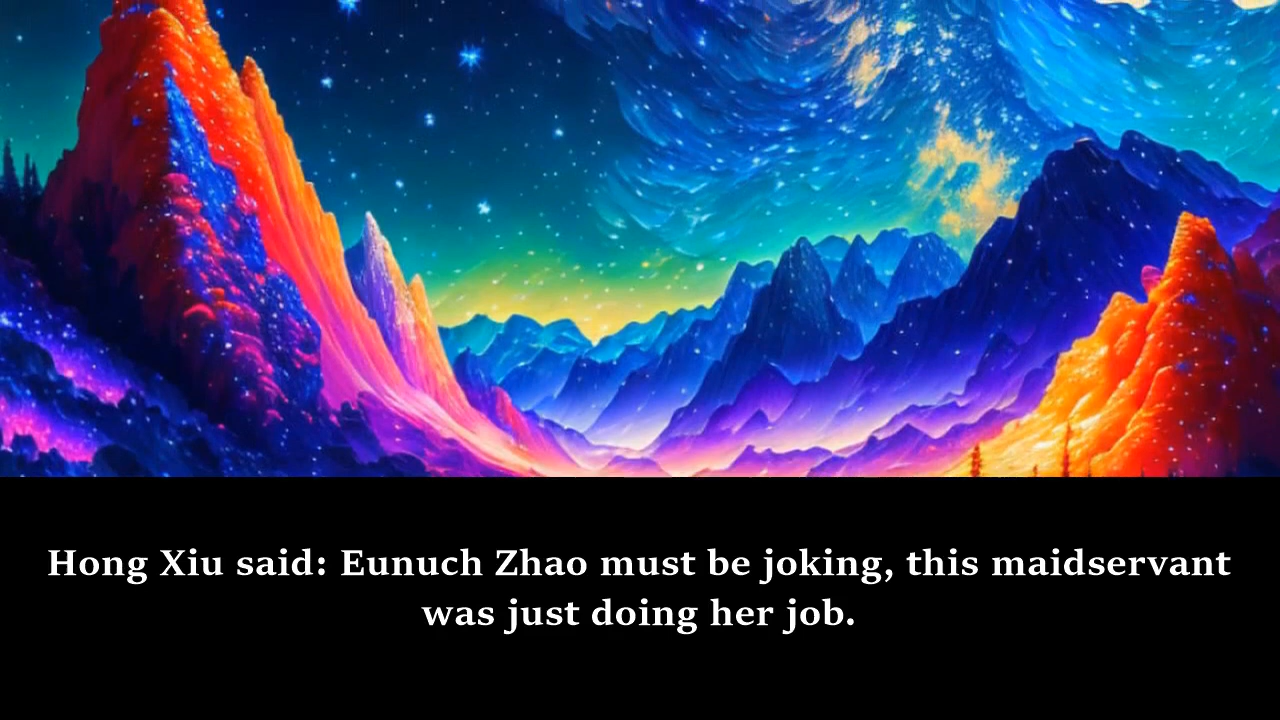 Hong Xiu said: Eunuch Zhao must be joking, this maidservant
was just doing her job.